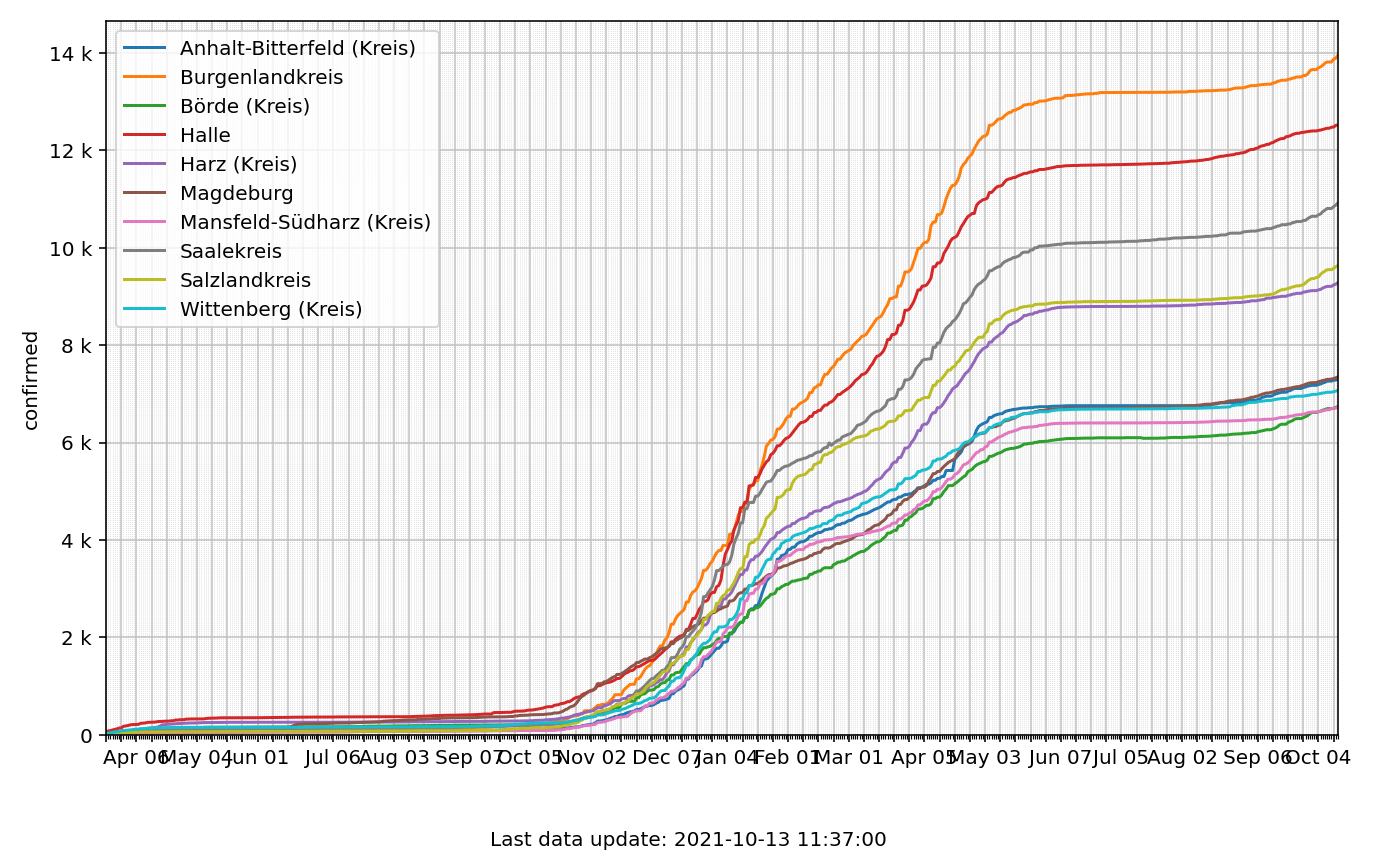 14 k
12 k
10 k
8 k
6 k
4 k
2 k
0
confirmed
Anhalt-Bitterfeld (Kreis)
Burgenlandkreis
Börde (Kreis)
Halle
Harz (Kreis)
Magdeburg
Mansfeld-Südharz (Kreis)
Saalekreis
Salzlandkreis
Wittenberg (Kreis)
Apr 06 May 04 Jun 01 Jul 06 Aug 03 Sep 07 Oct 05 Nov 02 Dec 07 Jan 04 Feb 01 Mar 01 Apr 05 May 03 Jun 07 Jul 05 Aug 02 Sep 06 Oct 04
Last data update: 2021-10-13 11:37:00